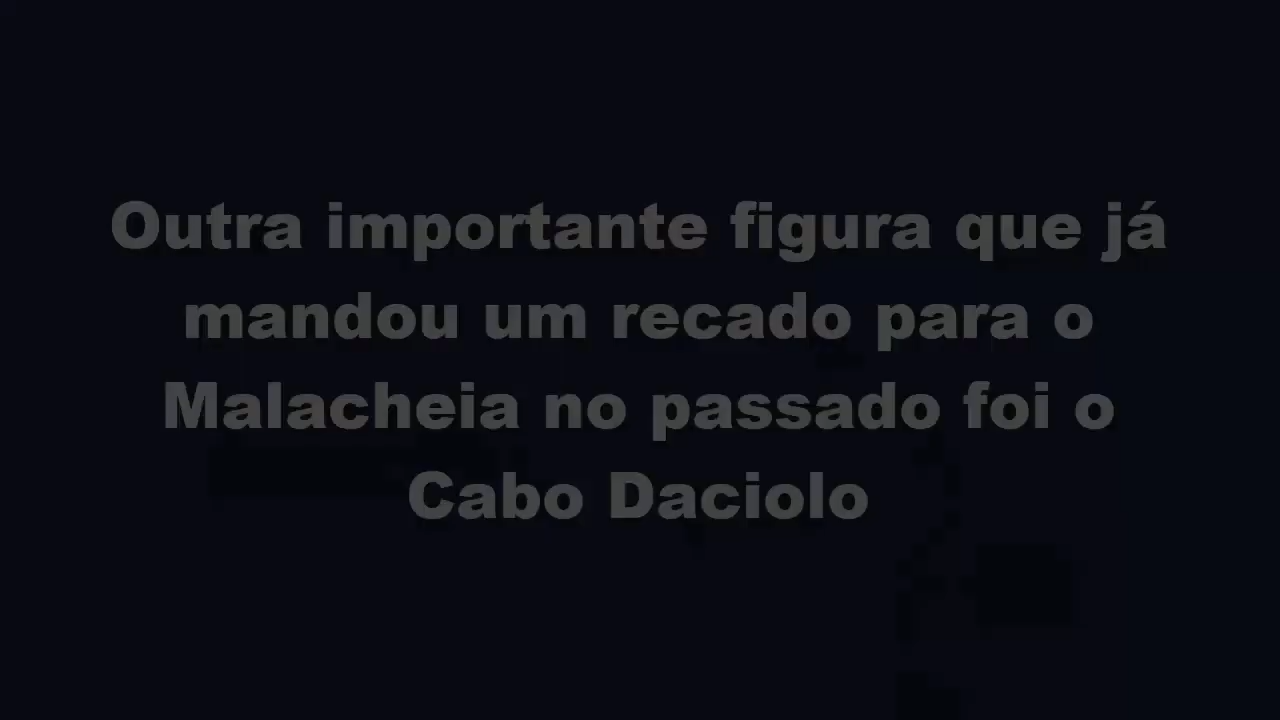 Outra importante figura que já
mandou um recado para o
Malacheia no passado foi o
Cabo Daciolo